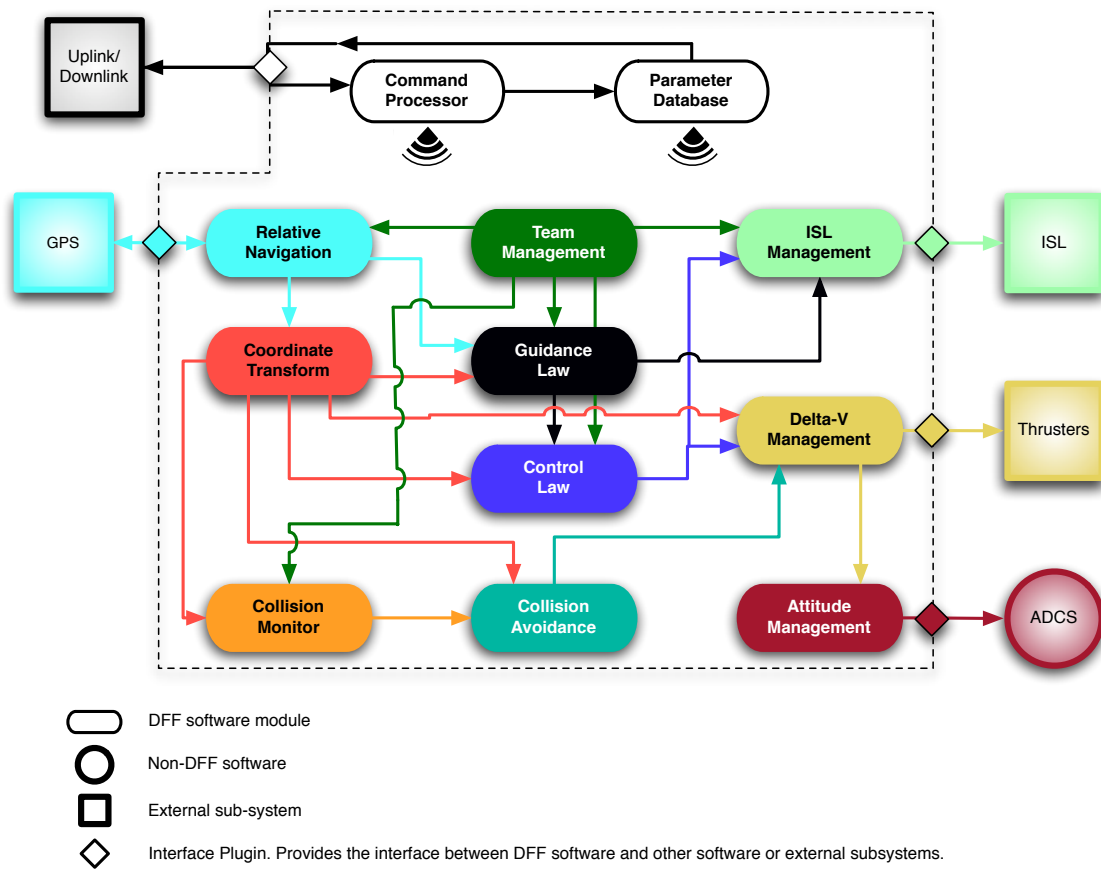 Uplink/
Downlink
Command
Processor
Parameter
Database
GPS
Relative
Navigation
Team
Management
ISL
Management
ISL
Coordinate
Transform
Guidance
Law
Delta-V
Management
Thrusters
Control
Law
Collision
Monitor
Collision
Avoidance
Attitude
Management
ADCS
DFF software module
Non-DFF software
External sub-system
Interface Plugin. Provides the interface between DFF software and other software or external subsystems.